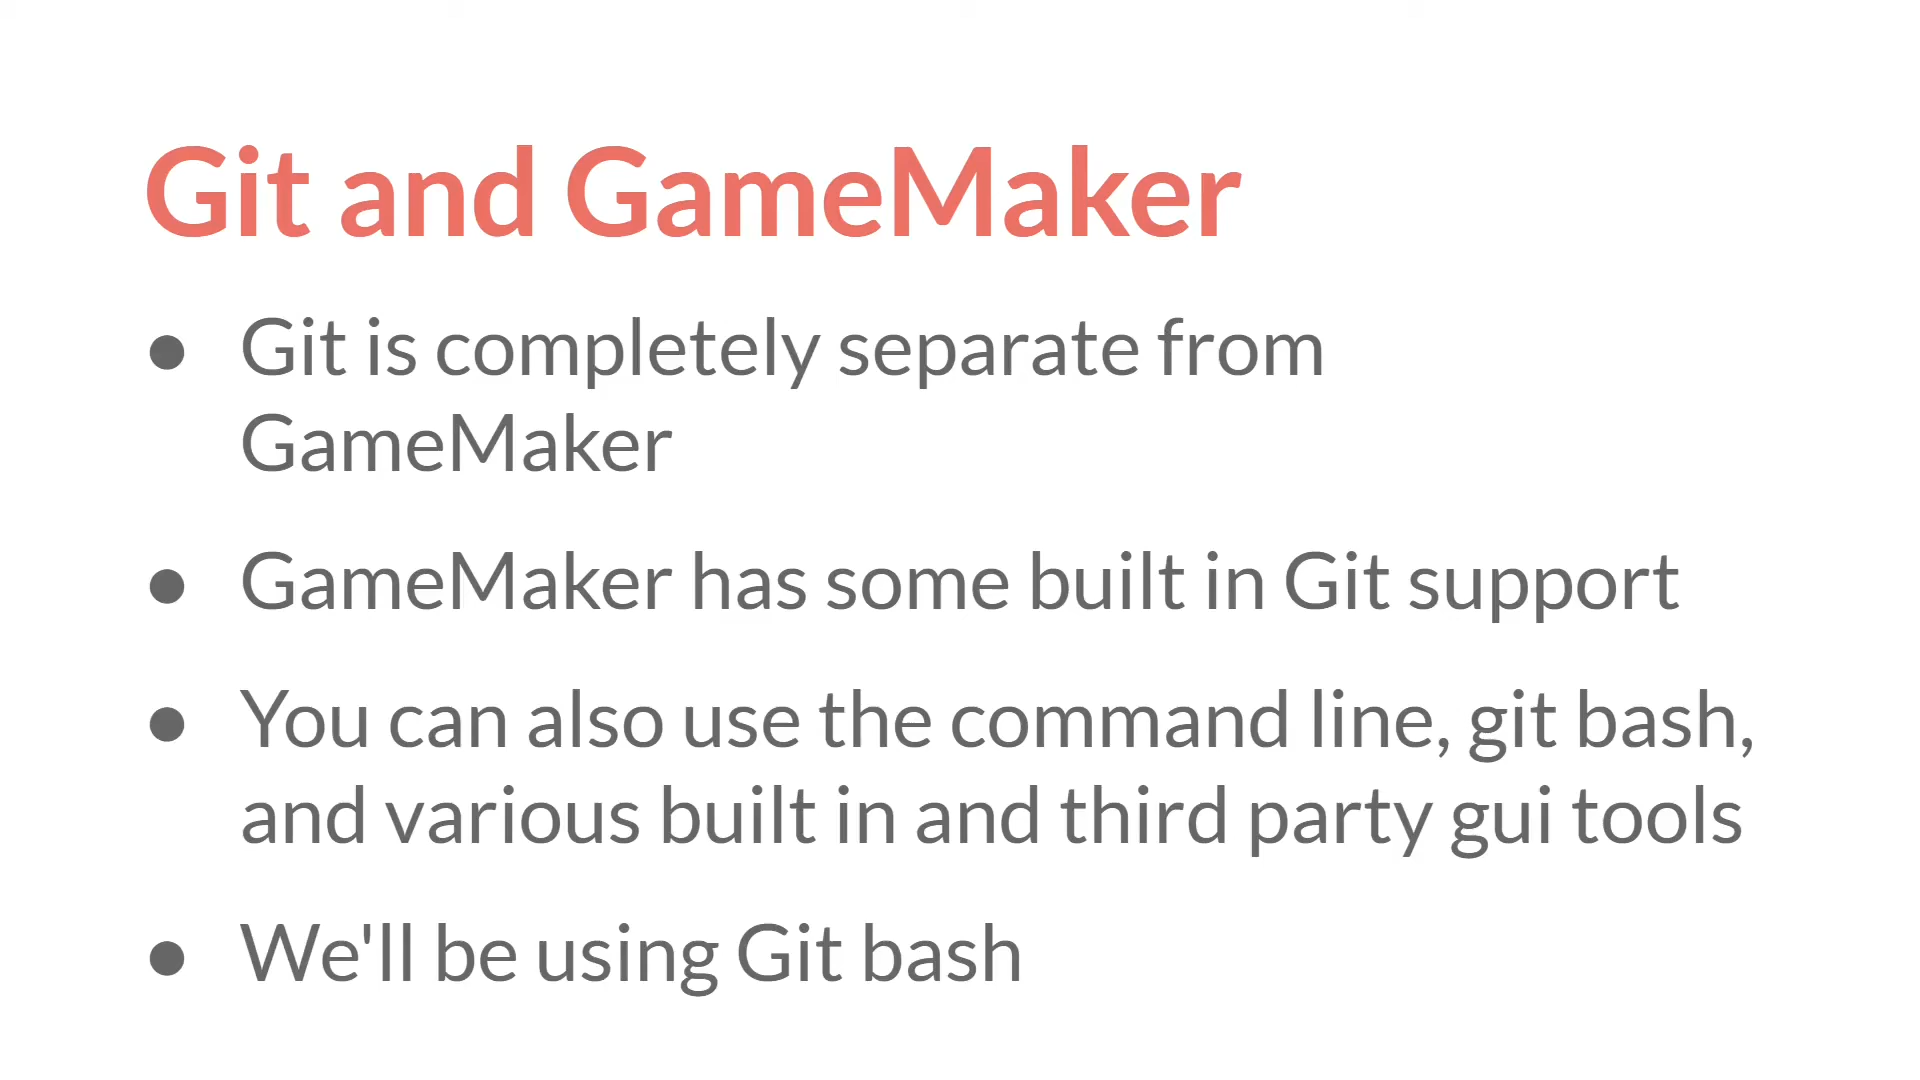 Git and GameMaker
● Git is completely separate from
GameMaker
● GameMaker has some built in Git support
● You can also use the command line, git bash,
and various built in and third party gui tools
● We'll be using Git bash